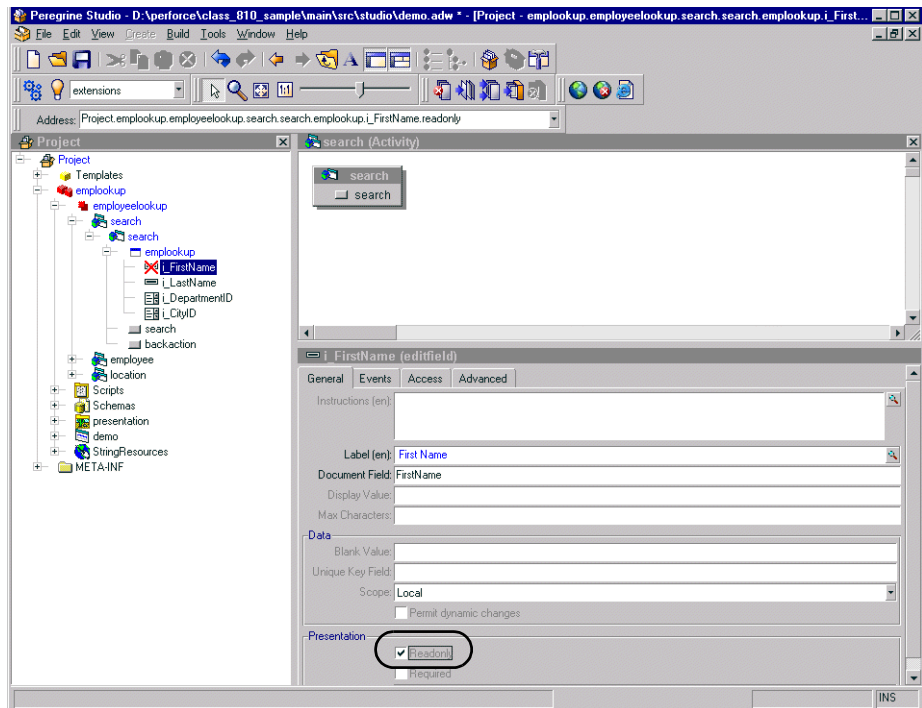 Peregrine Studio - D:\perforce\class_810_sample\main\src\studio\demo.adw * - [Project - emplookup.employeelookup.search.search.emplookup.i_First...
File Edit View Create Build Tools Window Help
extensions
1:1
Address: Project.emplookup.employeelookup.search.search.emplookup.i_FirstName.readonly
Project
Project
Templates
emplookup
employeelookup
search
search
emplookup
i_FirstName
i_LastName
i_DepartmentID
i_CityID
search
backaction
employee
location
Scripts
Schemas
presentation
demo
StringResources
META-INF
search (Activity)
search
search
i_FirstName (editfield)
General Events Access Advanced
Instructions (en):
Label (en): First Name
Document Field: FirstName
Display Value:
Max Characters:
Data
Blank Value:
Unique Key Field:
Scope: Local
Permit dynamic changes
Presentation
Readonly
Required
INS